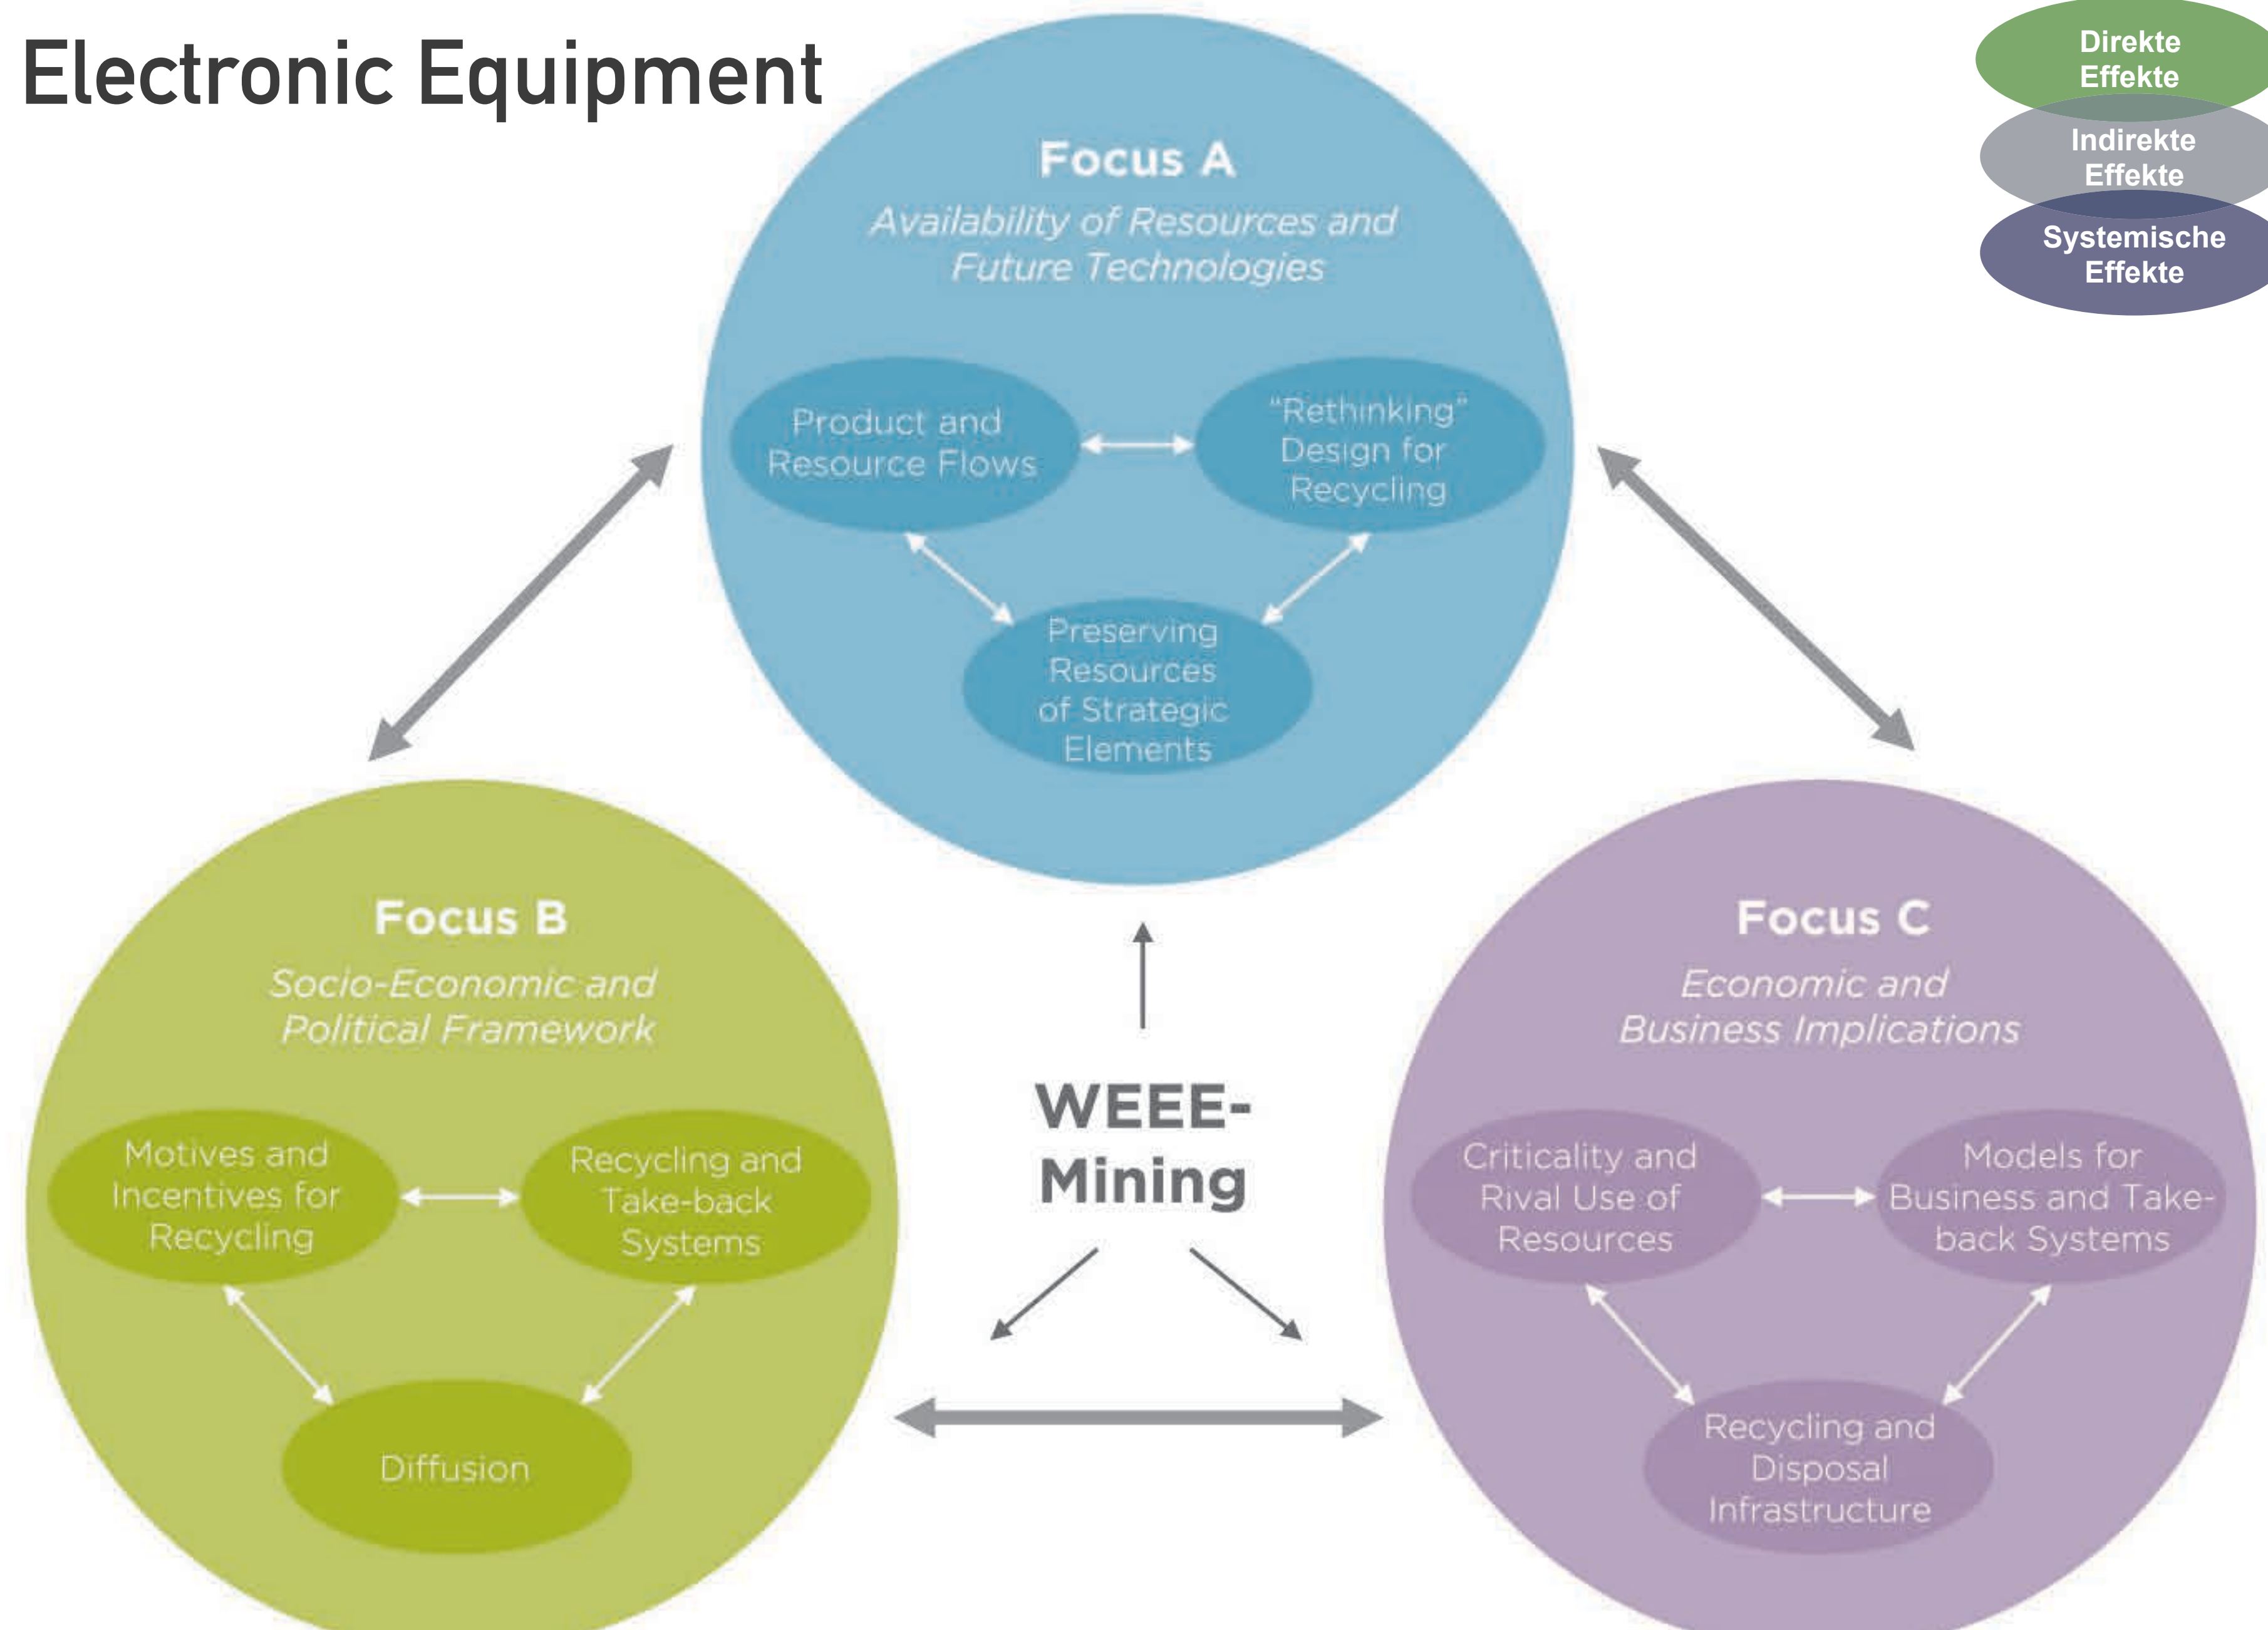 Electronic Equipment
Direkte
Effekte
Indirekte
Effekte
Systemische
Effekte
Focus A
Availability of Resources and
Future Technologies
Product and
Resource Flows
"Rethinking"
Design for
Recycling
Preserving
Resources
of Strategic
Elements
Focus B
Socio-Economic and
Political Framework
Motives and
Incentives for
Recycling
Recycling and
Take-back
Systems
Diffusion
WEEE-
Mining
Focus C
Economic and
Business Implications
Criticality and
Rival Use of
Resources
Models for
Business and Take-
back Systems
Recycling and
Disposal
Infrastructure